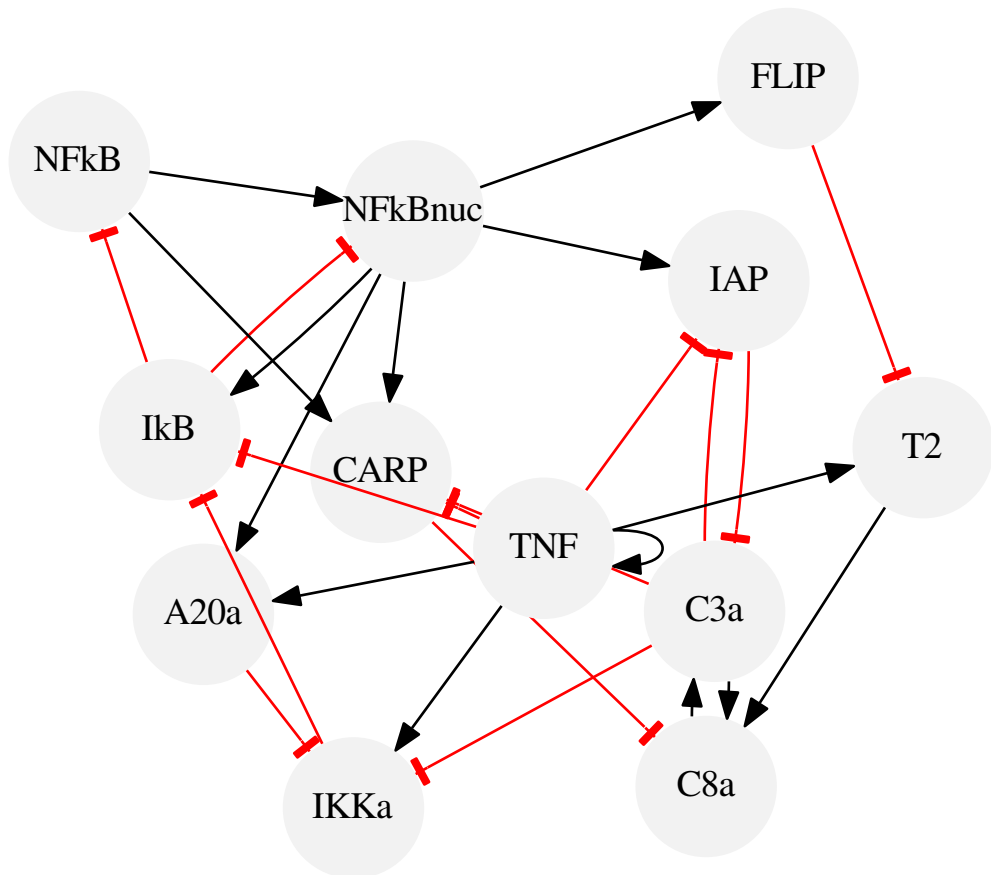 FLIP
NFkB
NFkBnuc
IAP
IkB
T2
CARP
TNF
A20a
C3a
C8a
IKKa